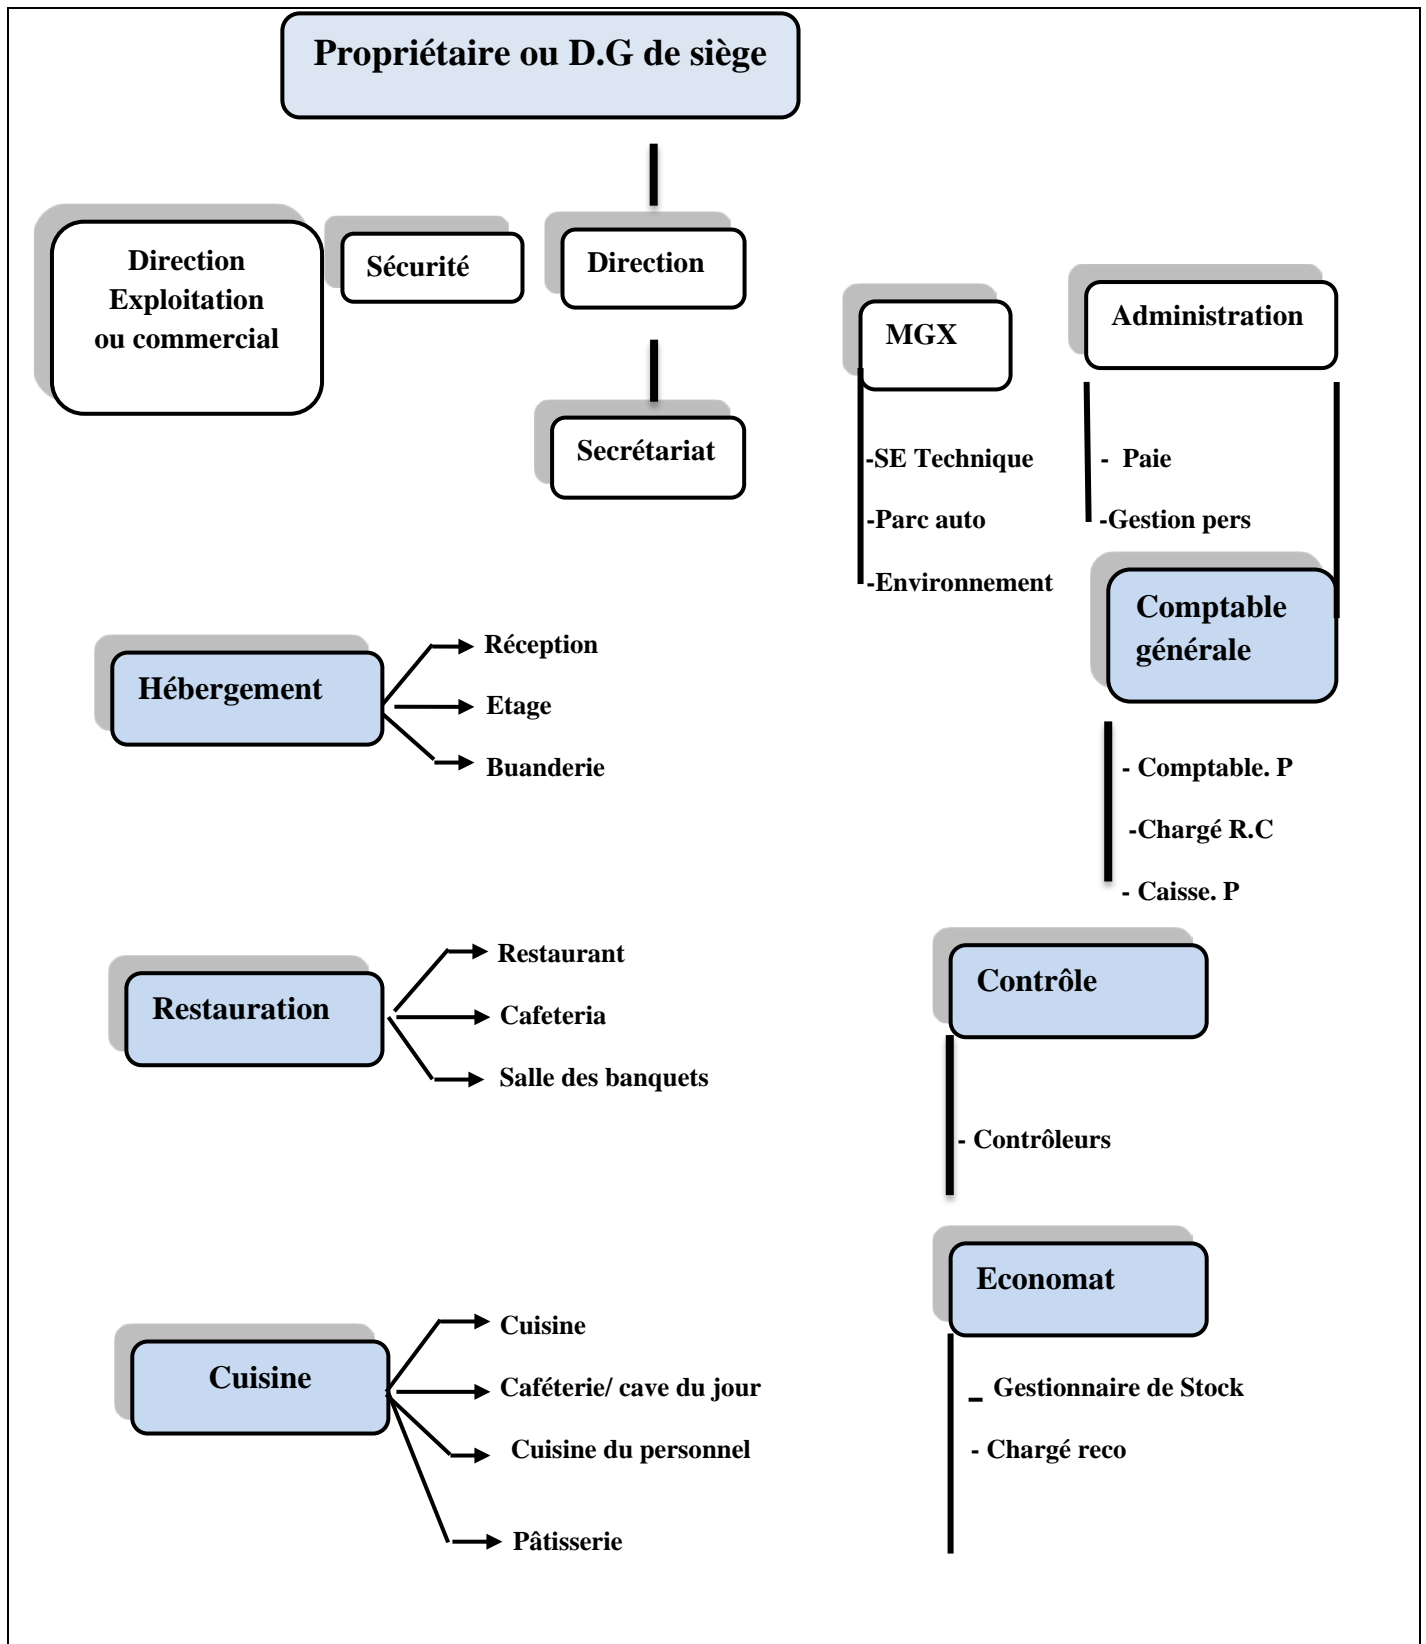 Propriétaire ou D.G de siège
Direction
Exploitation
ou commercial
Sécurité
Direction
MGX
Administration
Secrétariat
-SE Technique
-Parc auto
-Environnement
- Paie
-Gestion pers
Comptable
générale
Hébergement
Réception
Etage
Buanderie
- Comptable. P
-Chargé R.C
- Caisse. P
Restauration
Restaurant
Cafeteria
Salle des banquets
Contrôle
- Contrôleurs
Economat
- Gestionnaire de Stock
- Chargé reco
Cuisine
Cuisine
Caféterie/ cave du jour
Cuisine du personnel
Pâtisserie